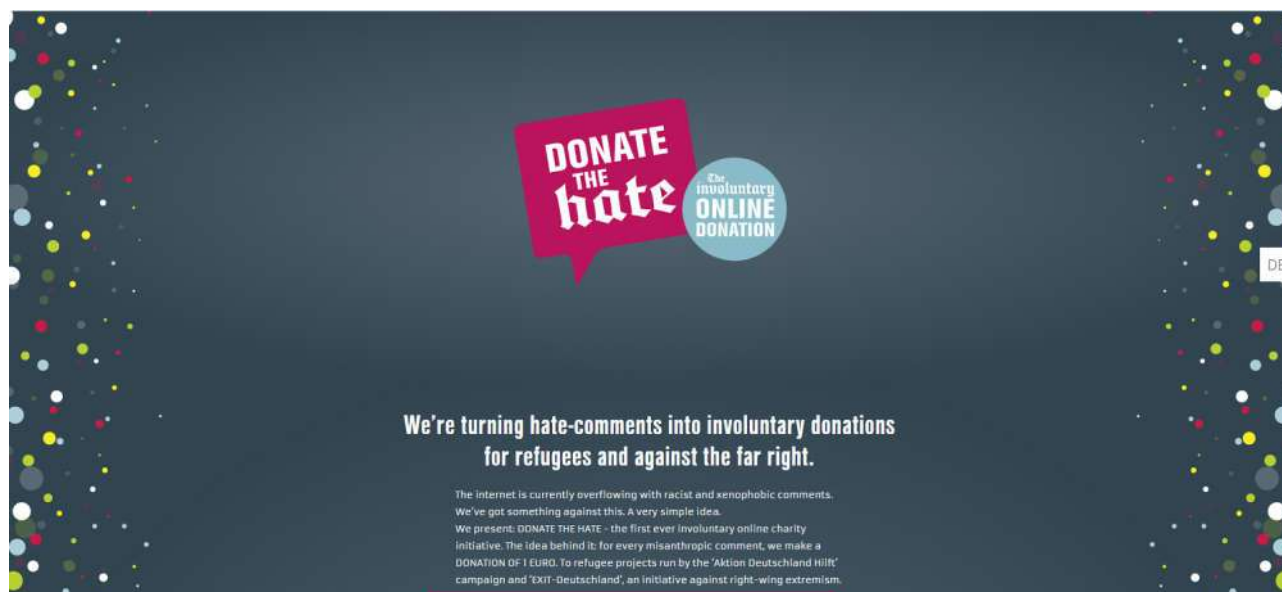 DONATE
THE
hate
The
involuntary
ONLINE
DONATION
DE
We're turning hate-comments into involuntary donations
for refugees and against the far right.
The internet is currently overflowing with racist and xenophobic comments.
We've got something against this. A very simple idea.
We present: DONATE THE HATE - the first ever involuntary online charity
initiative. The idea behind it: for every misanthropic comment, we make a
DONATION OF 1 EURO. To refugee projects run by the 'Aktion Deutschland Hilft'
campaign and 'EXIT-Deutschland', an initiative against right-wing extremism.